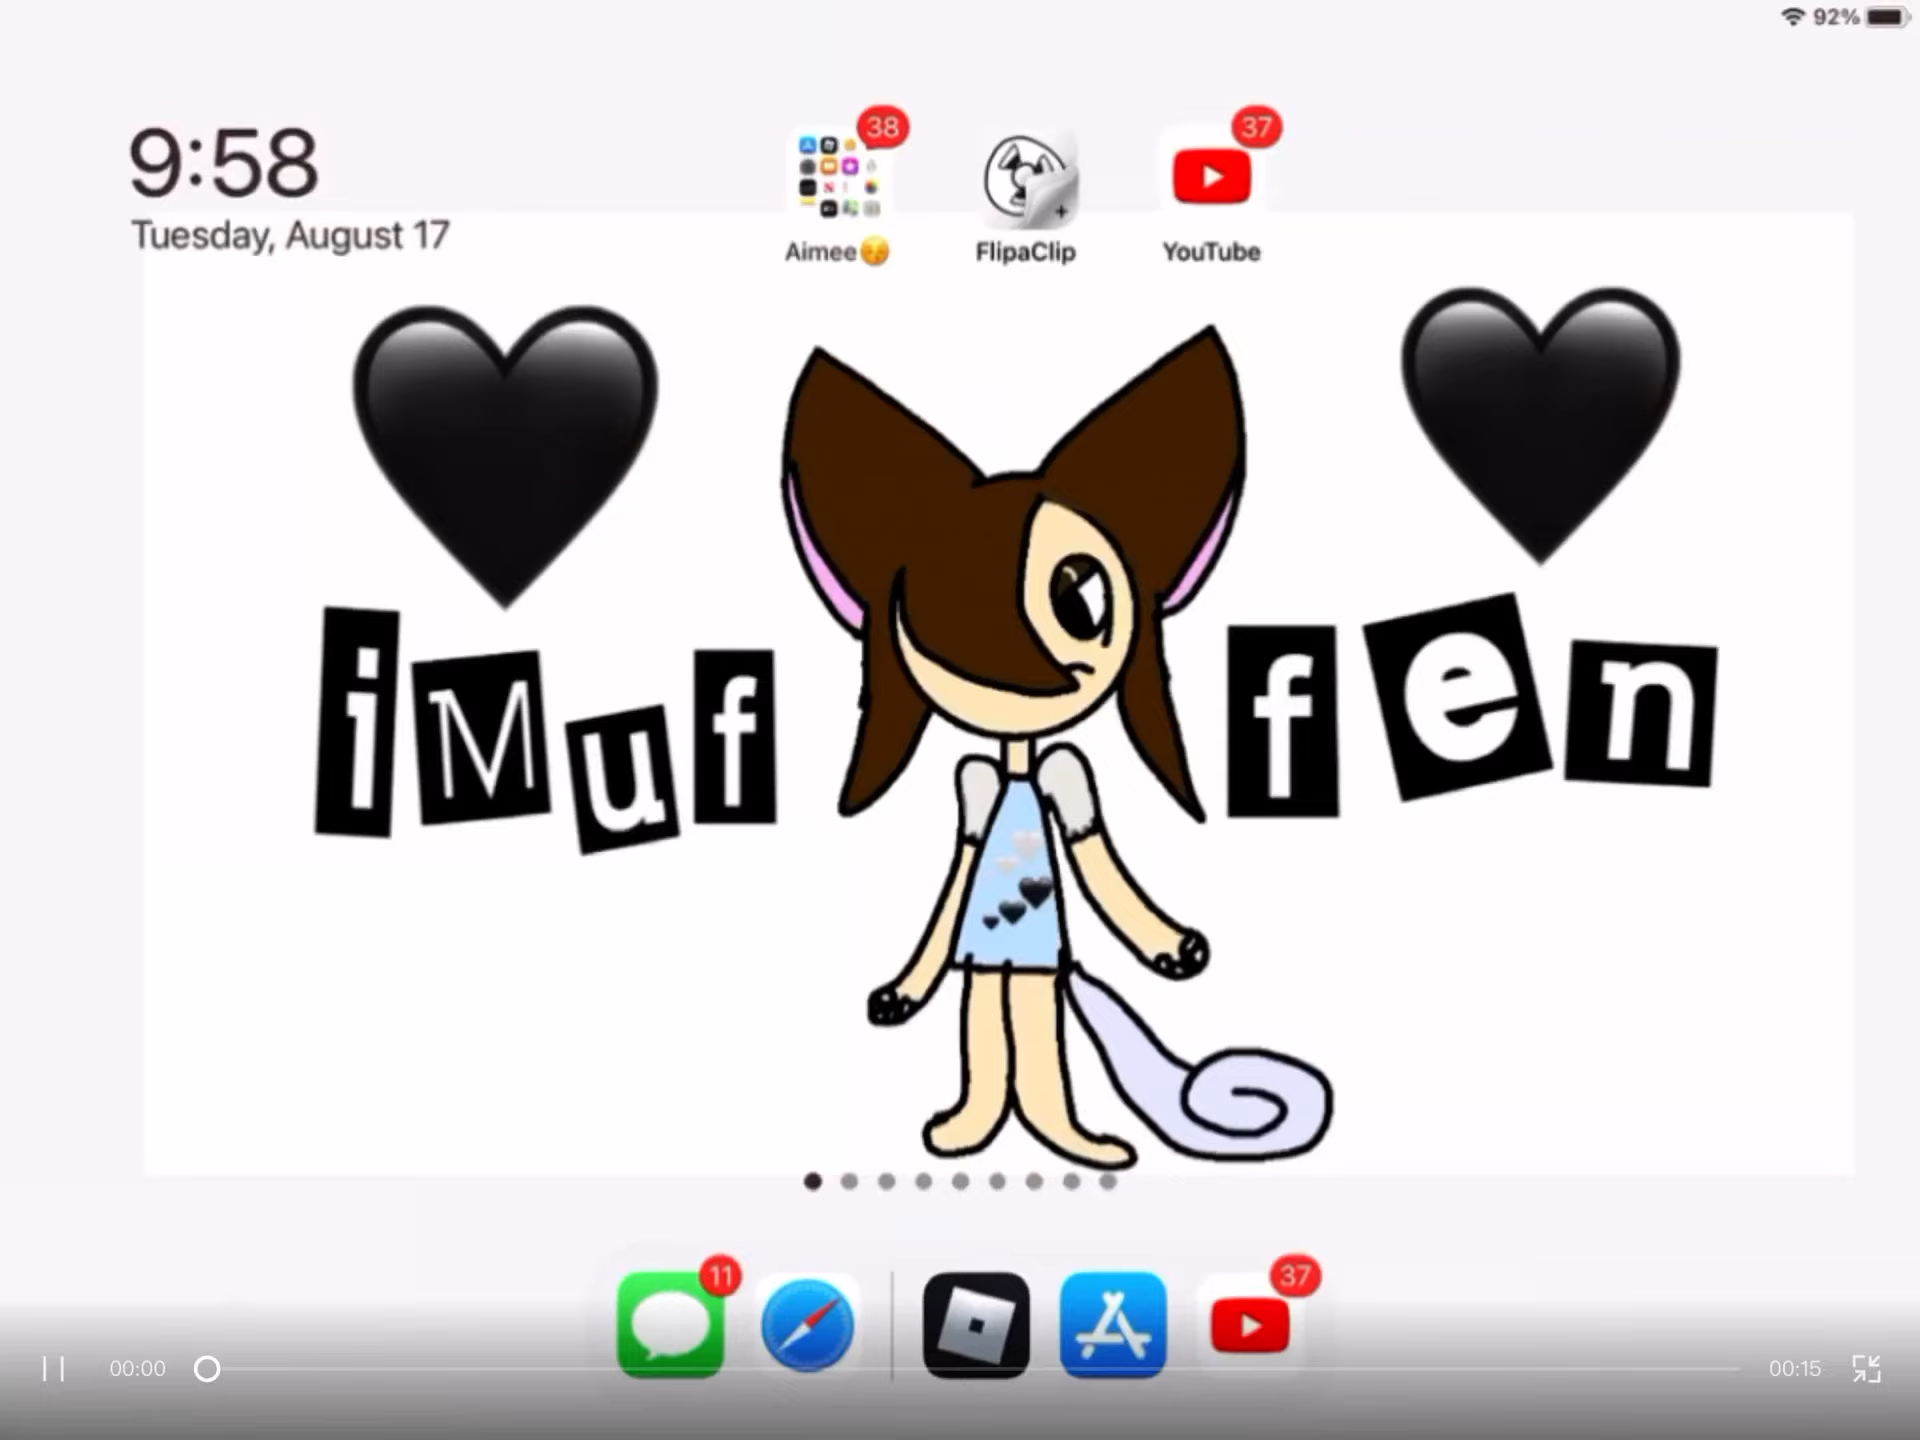 92%
9:58
Tuesday, August 17
38
37
Aimee😚 FlipaClip YouTube
iMuf fen
11
37
00:00 00:15